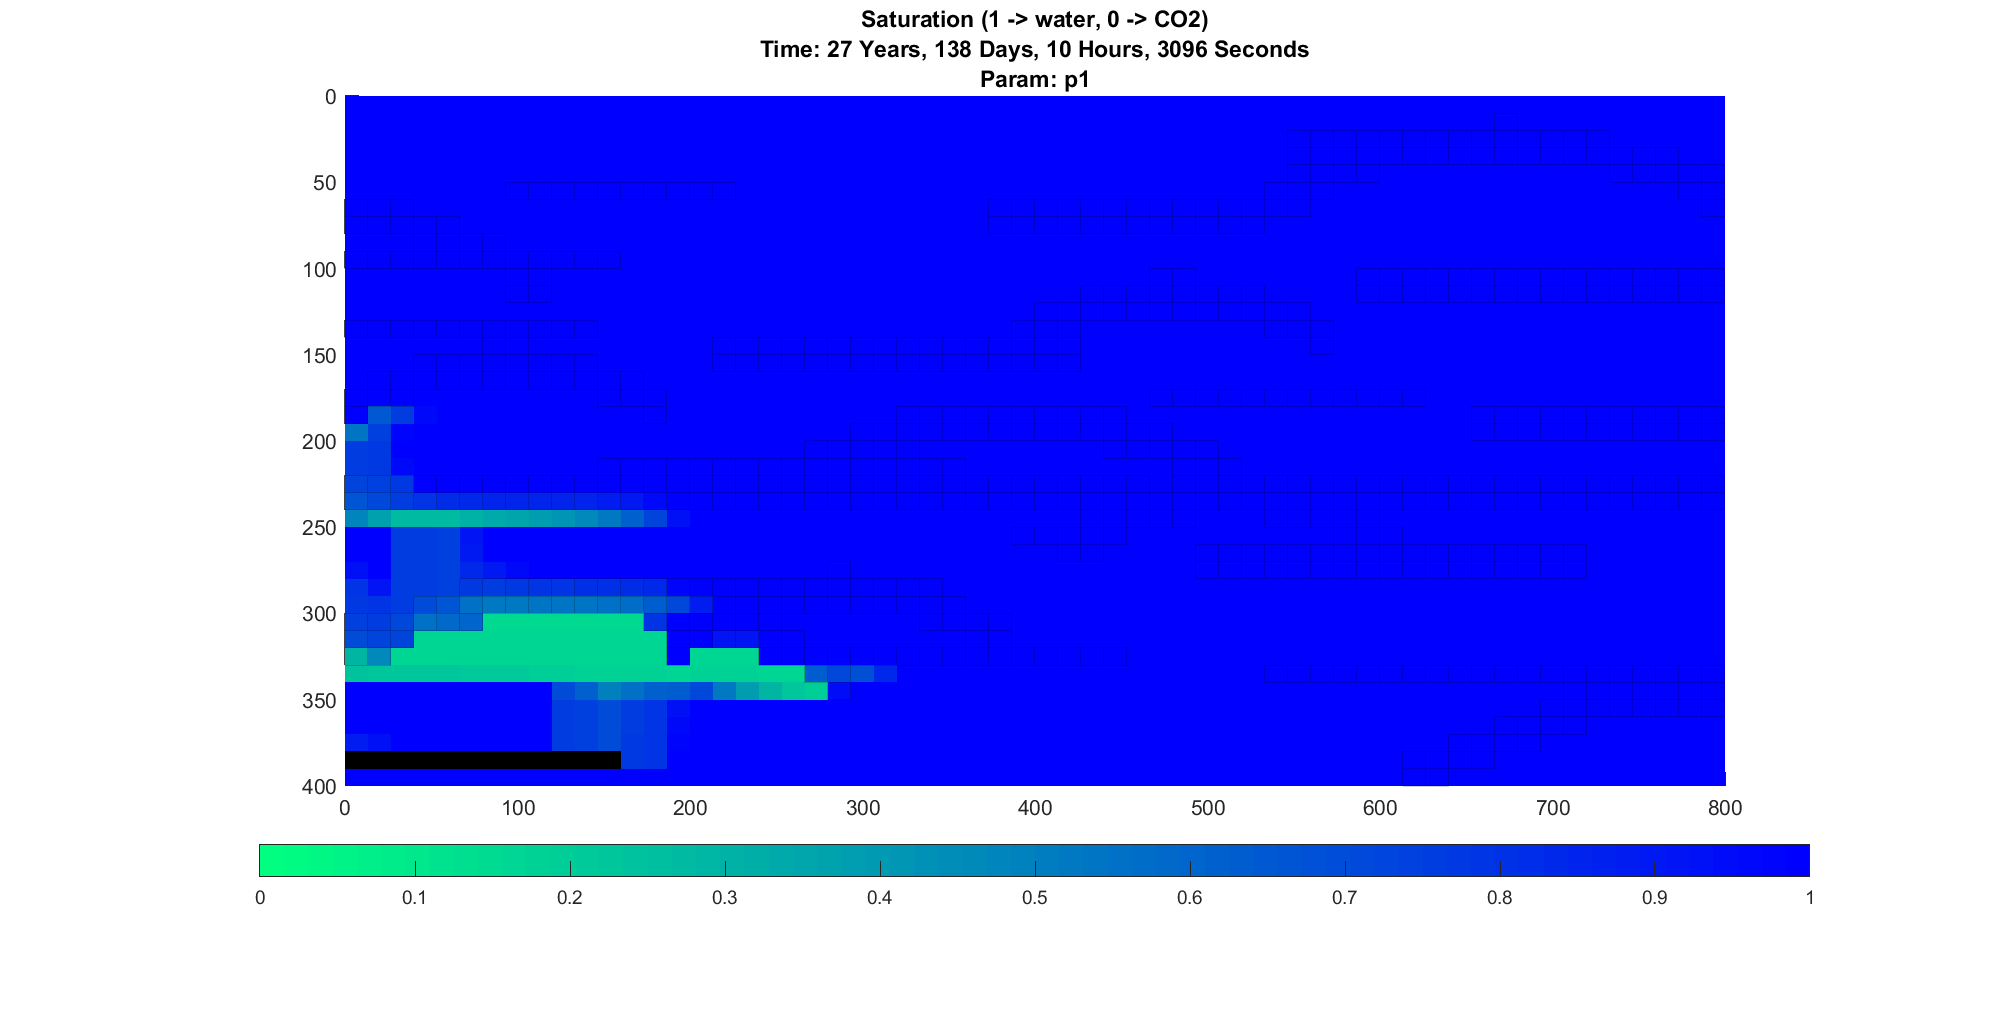 Saturation (1 -> water, 0 -> CO2)
Time: 27 Years, 138 Days, 10 Hours, 3096 Seconds
Param: p1
0
50
100
150
200
250
300
350
400
0 100 200 300 400 500 600 700 800
0 0.1 0.2 0.3 0.4 0.5 0.6 0.7 0.8 0.9 1